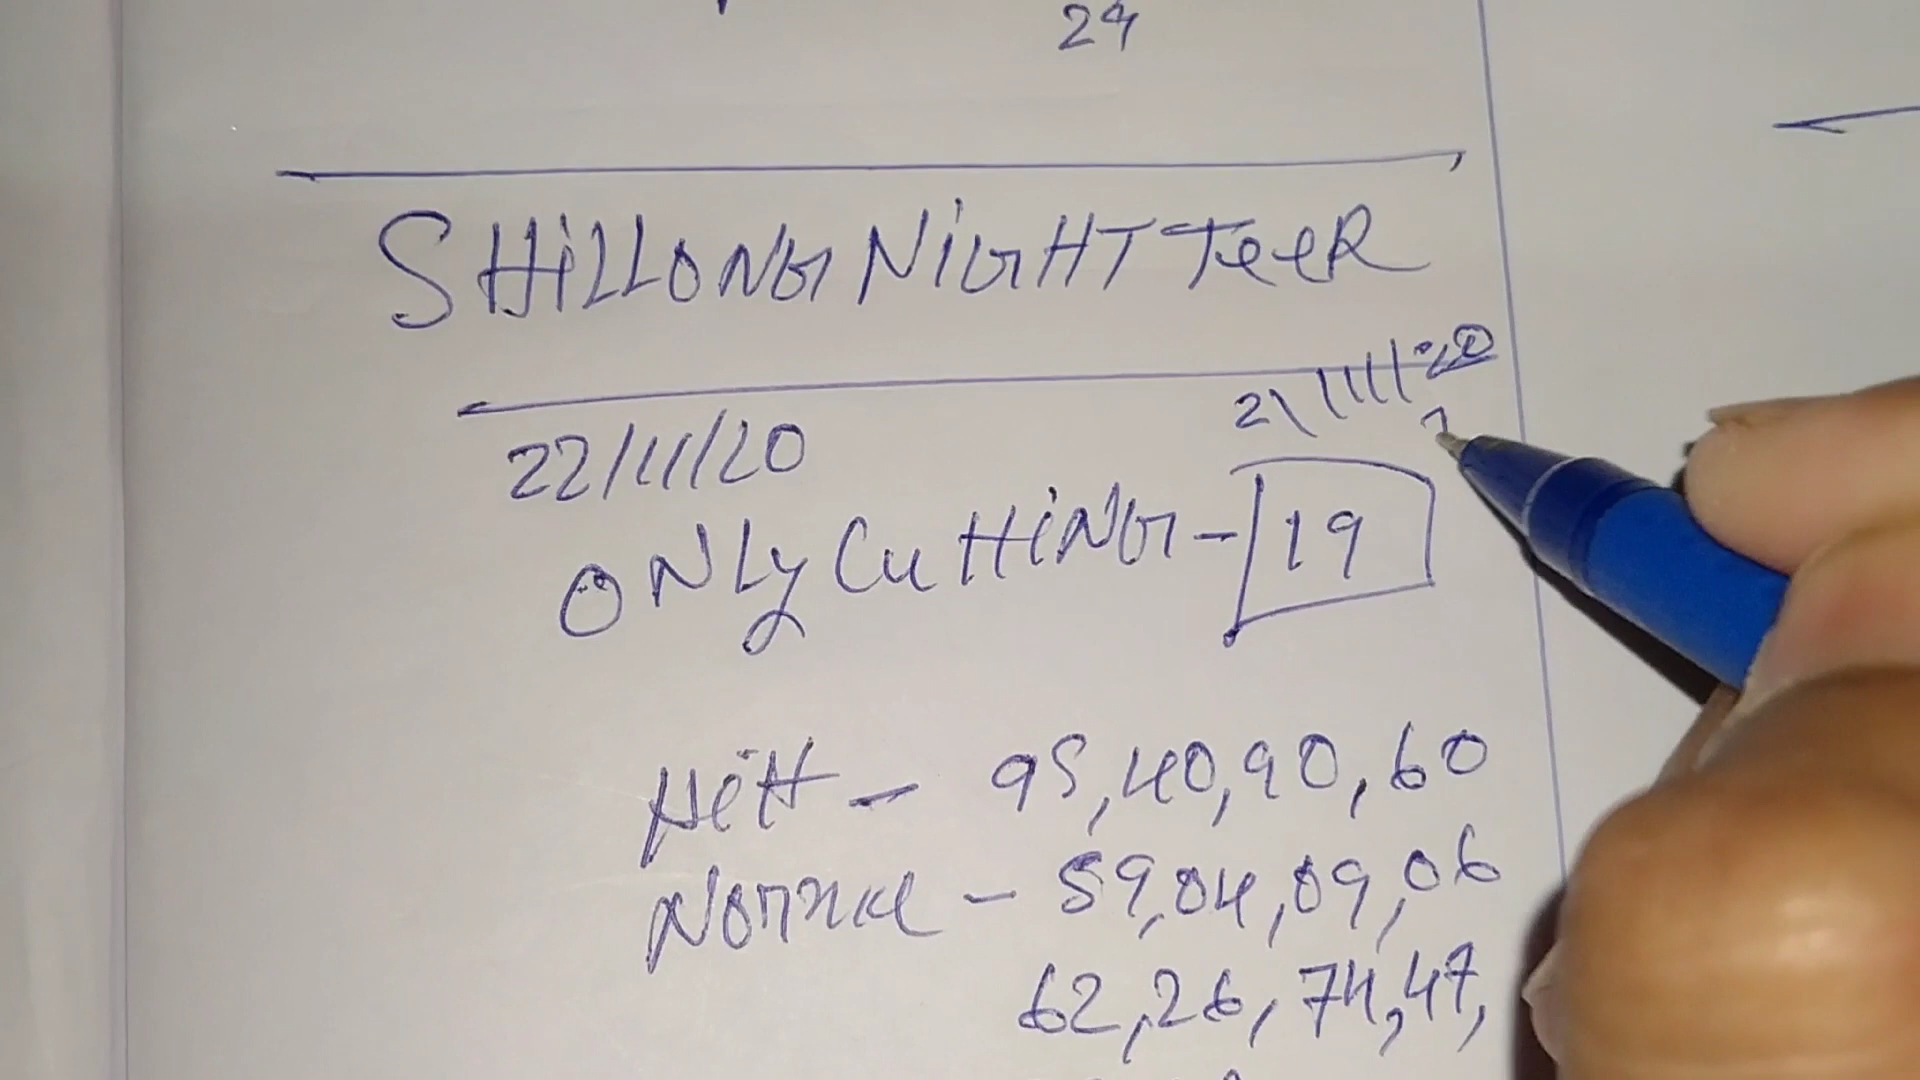 24
SHiLLONG NiGHT TeeR
21/11/20
22/11/20
ONLy CuttiNG - 19
Hitt - 95, 40, 90, 60
Normal - 59, 04, 09, 06
62, 26, 74, 47,